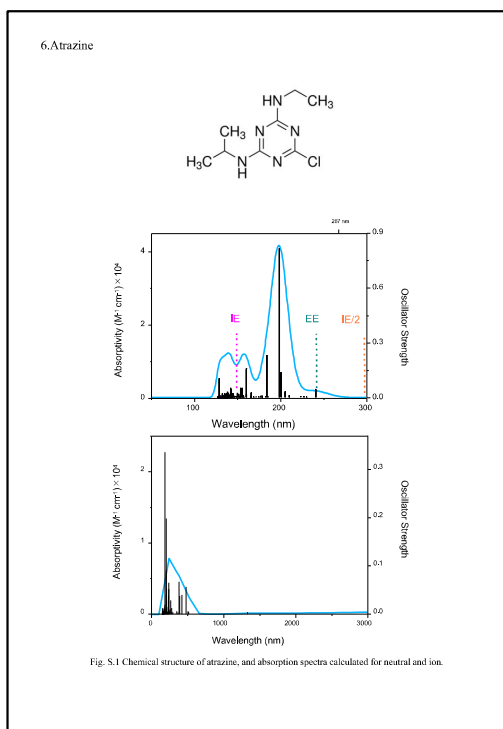 6.Atrazine
HN
CH₃
CH₃
N
N
H₃C
N
H
N
Cl
267 nm
Absorptivity (M⁻¹ cm⁻¹) × 10⁴
4
2
0
IE
EE
IE/2
0.9
0.6
0.3
0.0
Oscillator Strength
100
200
300
Wavelength (nm)
Absorptivity (M⁻¹ cm⁻¹) × 10⁴
2
1
0
0.3
0.2
0.1
0.0
Oscillator Strength
0
1000
2000
3000
Wavelength (nm)
Fig. S.1 Chemical structure of atrazine, and absorption spectra calculated for neutral and ion.